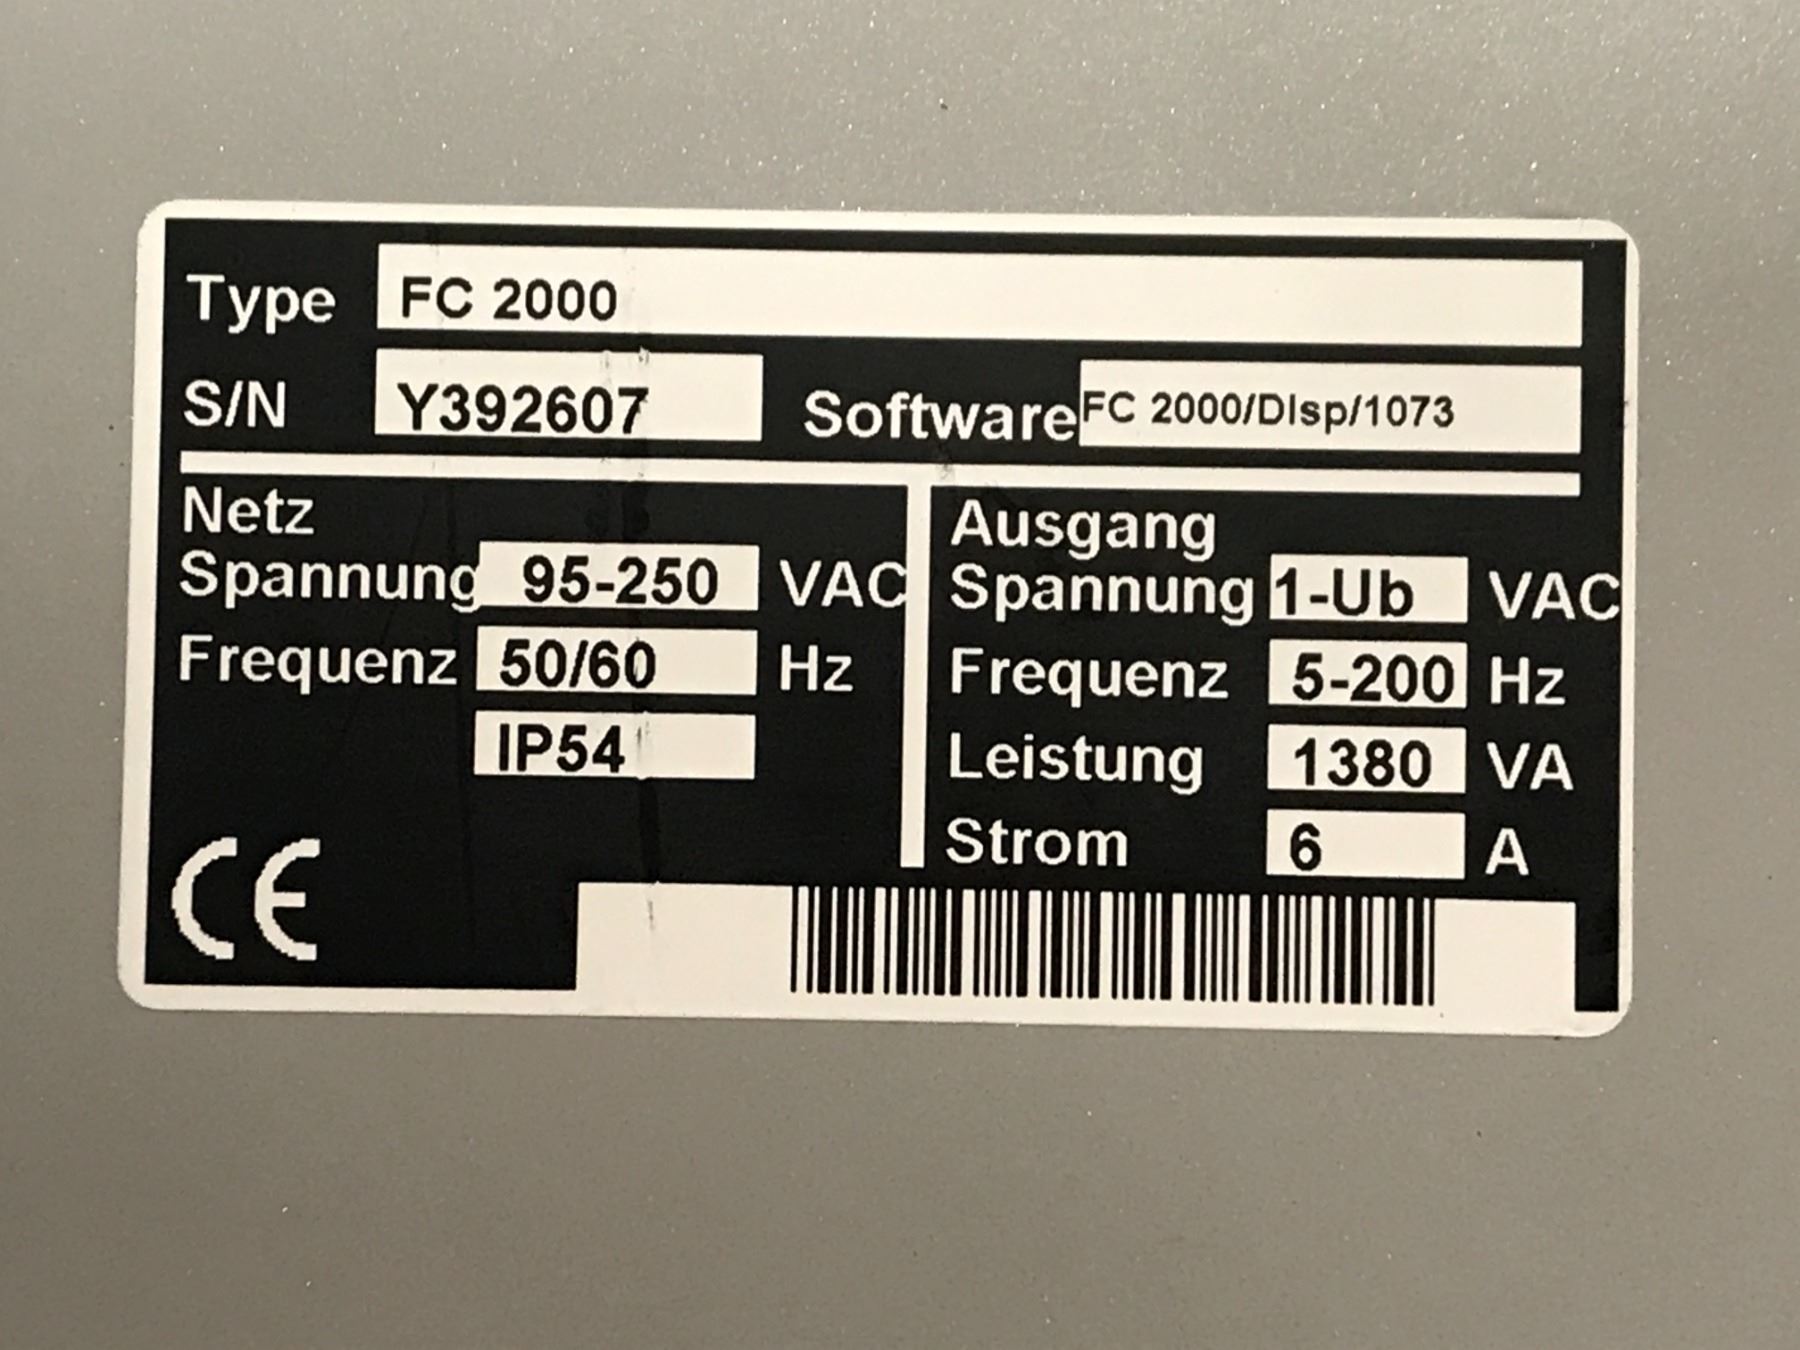 Type FC 2000
S/N Y392607 Software FC 2000/DIsp/1073
Netz
Spannung 95-250 VAC
Frequenz 50/60 Hz
IP54
CE
Ausgang
Spannung 1-Ub VAC
Frequenz 5-200 Hz
Leistung 1380 VA
Strom 6 A